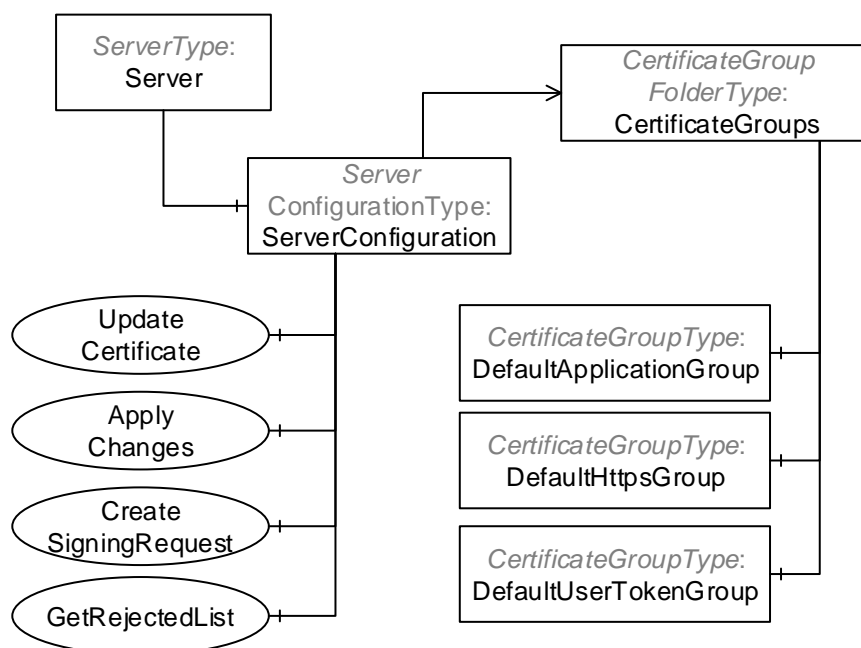 ServerType:
Server
CertificateGroup
FolderType:
CertificateGroups
Server
ConfigurationType:
ServerConfiguration
Update
Certificate
Apply
Changes
Create
SigningRequest
GetRejectedList
CertificateGroupType:
DefaultApplicationGroup
CertificateGroupType:
DefaultHttpsGroup
CertificateGroupType:
DefaultUserTokenGroup